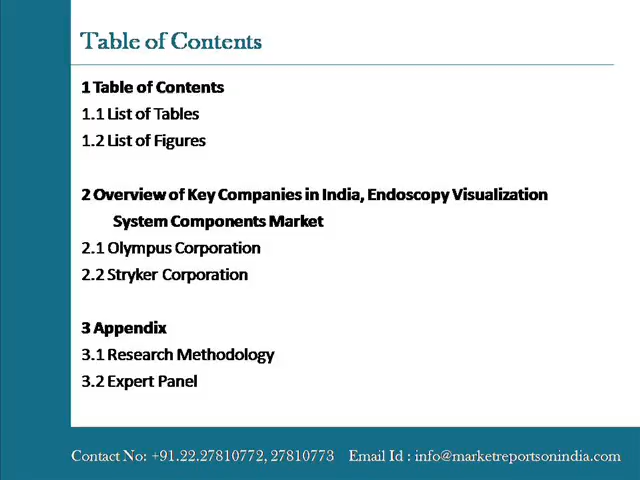 Table of Contents
1 Table of Contents
1.1 List of Tables
1.2 List of Figures
2 Overview of Key Companies in India, Endoscopy Visualization
System Components Market
2.1 Olympus Corporation
2.2 Stryker Corporation
3 Appendix
3.1 Research Methodology
3.2 Expert Panel
Contact No: +91.22.27810772, 27810773 Email Id : info@marketreportsonindia.com